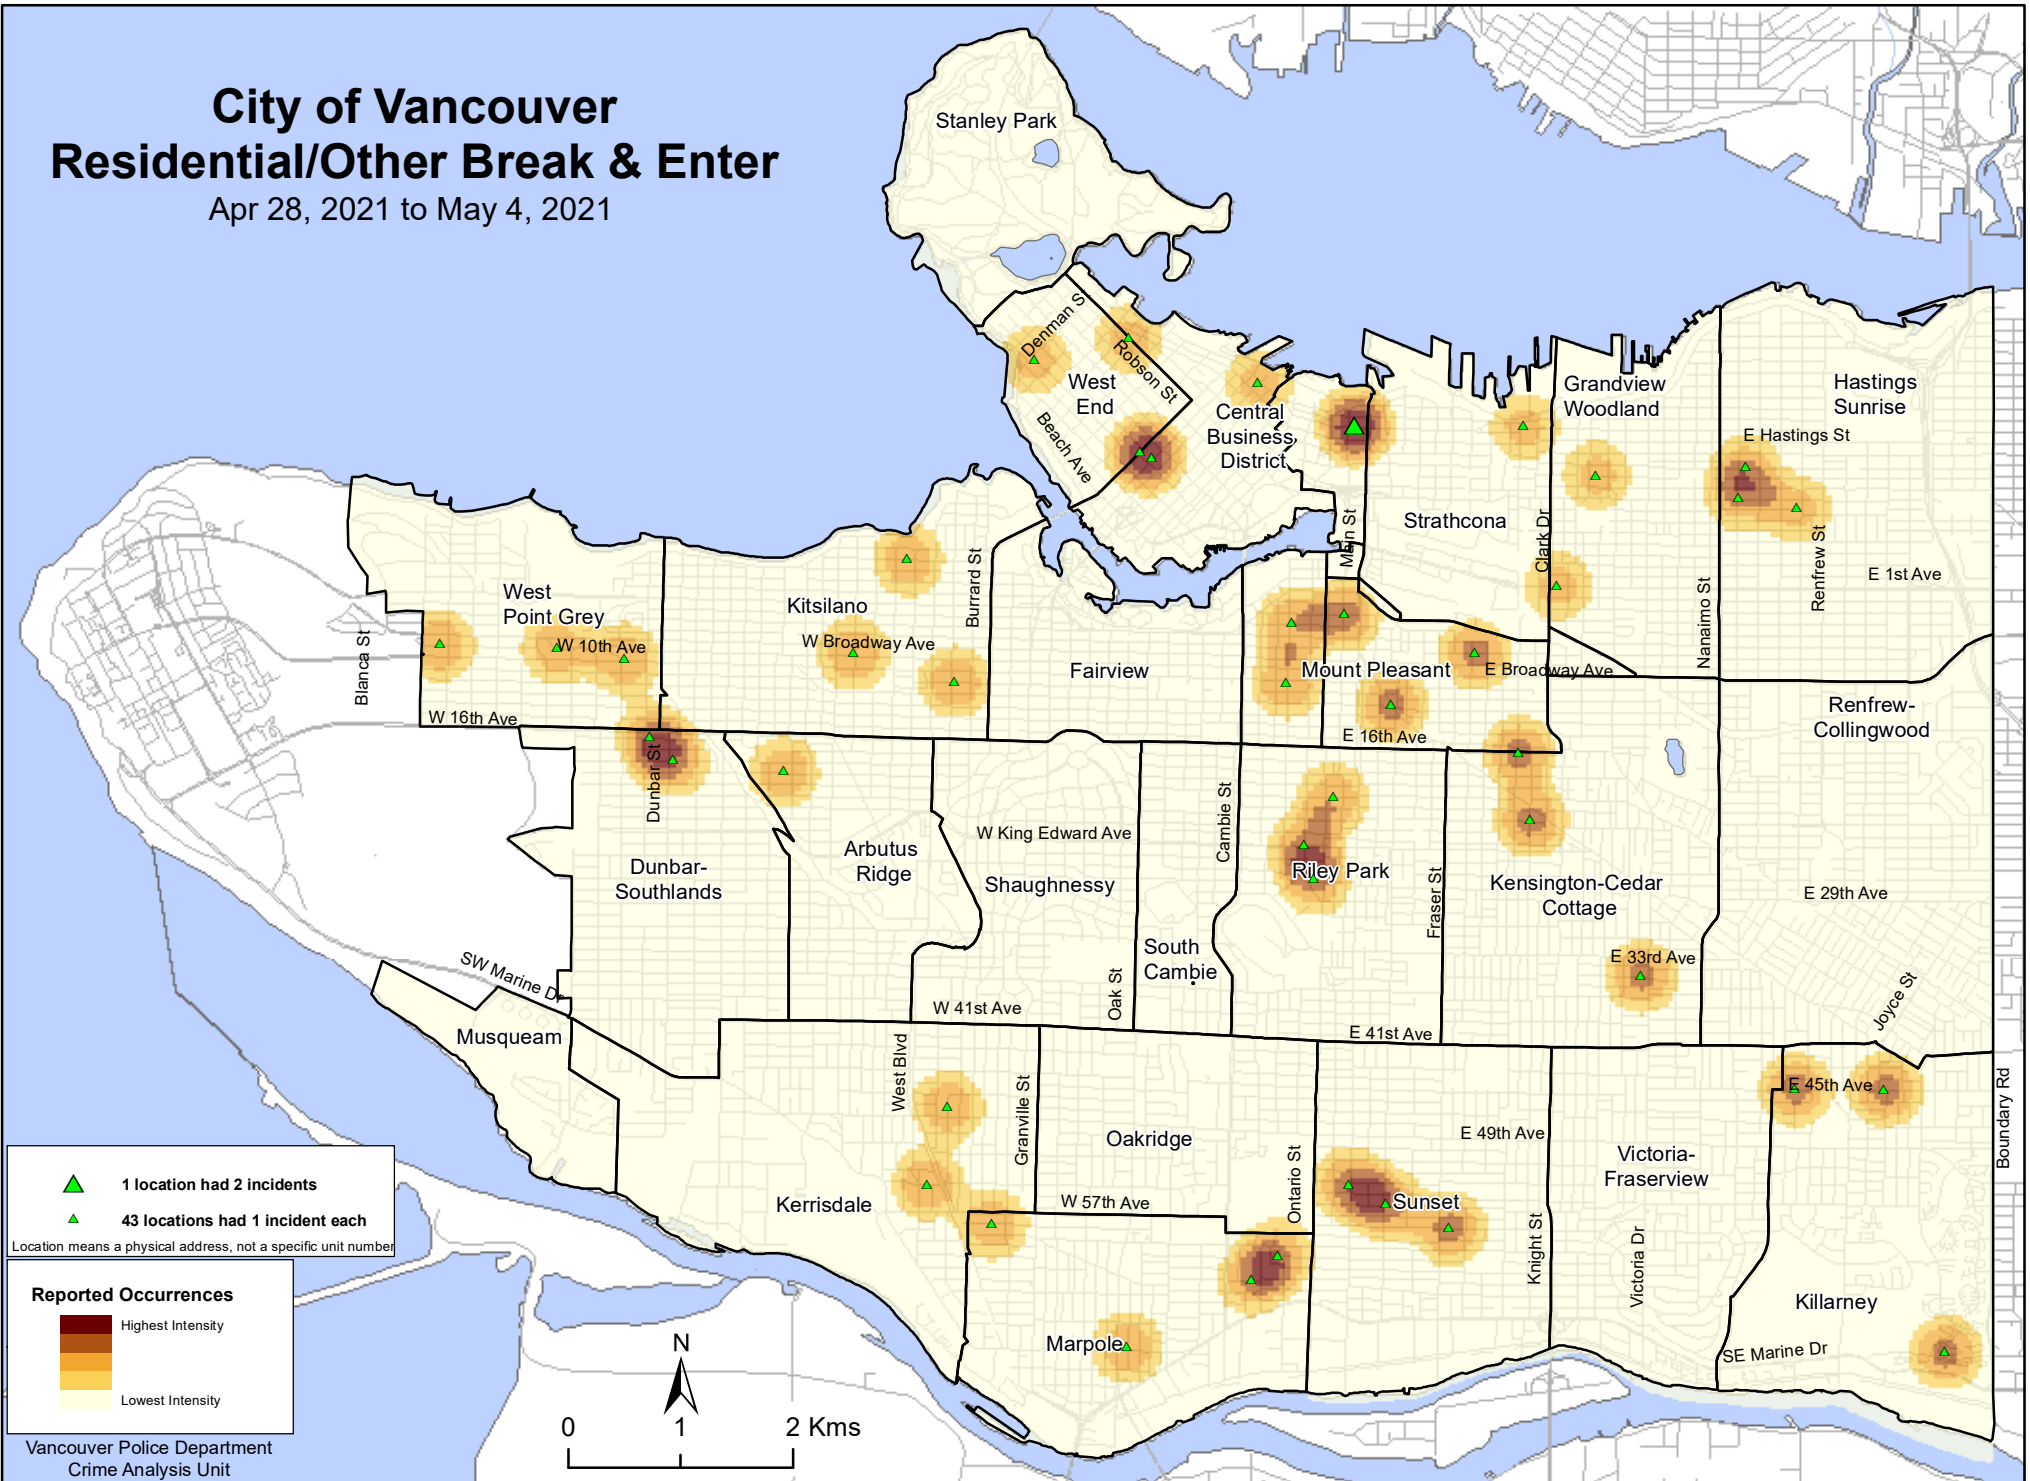 City of Vancouver
Residential/Other Break & Enter
Apr 28, 2021 to May 4, 2021
Stanley Park
Denman S
Robson St
West
End
Beach Ave
Central
Business
District
Main St
Strathcona
Clark Dr
Grandview
Woodland
Hastings
Sunrise
E Hastings St
Nanaimo St
Renfrew St
E 1st Ave
West
Point Grey
W 10th Ave
Blanca St
W 16th Ave
Kitsilano
W Broadway Ave
Burrard St
Fairview
Mount Pleasant
E Broadway Ave
E 16th Ave
Renfrew-
Collingwood
Dunbar St
Dunbar-
Southlands
Arbutus
Ridge
W King Edward Ave
Shaughnessy
Cambie St
South
Cambie
Oak St
W 41st Ave
Riley Park
Fraser St
Kensington-Cedar
Cottage
E 33rd Ave
E 29th Ave
Joyce St
E 41st Ave
SW Marine Dr
Musqueam
West Blvd
Granville St
Kerrisdale
Oakridge
W 57th Ave
Ontario St
Marpole
Sunset
E 49th Ave
Knight St
Victoria-
Fraserview
Victoria Dr
E 45th Ave
Boundary Rd
Killarney
SE Marine Dr
1 location had 2 incidents
43 locations had 1 incident each
Location means a physical address, not a specific unit number
Reported Occurrences
Highest Intensity
Lowest Intensity
Vancouver Police Department
Crime Analysis Unit
N
0 1 2 Kms